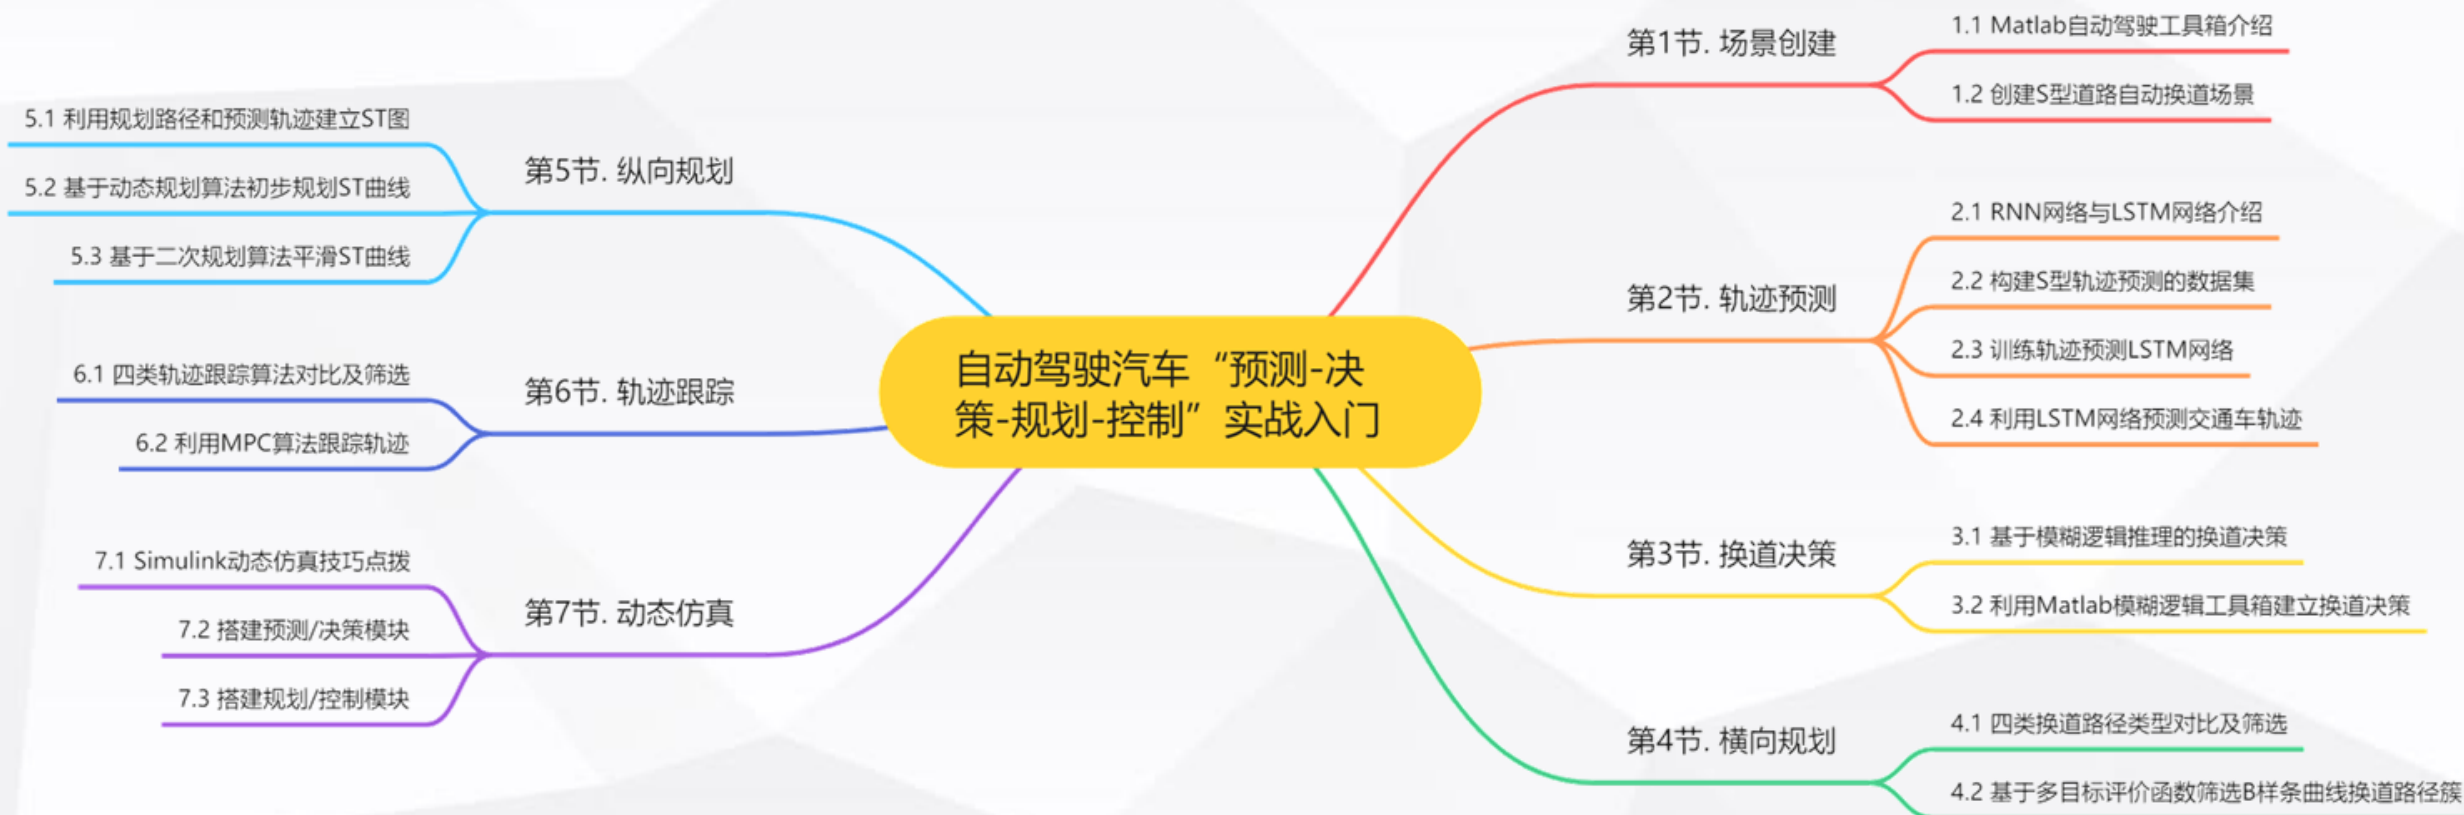 自动驾驶汽车“预测-决
策-规划-控制”实战入门
第1节. 场景创建
1.1 Matlab自动驾驶工具箱介绍
1.2 创建S型道路自动换道场景
第2节. 轨迹预测
2.1 RNN网络与LSTM网络介绍
2.2 构建S型轨迹预测的数据集
2.3 训练轨迹预测LSTM网络
2.4 利用LSTM网络预测交通车轨迹
第3节. 换道决策
3.1 基于模糊逻辑推理的换道决策
3.2 利用Matlab模糊逻辑工具箱建立换道决策
第4节. 横向规划
4.1 四类换道路径类型对比及筛选
4.2 基于多目标评价函数筛选B样条曲线换道路径簇
第5节. 纵向规划
5.1 利用规划路径和预测轨迹建立ST图
5.2 基于动态规划算法初步规划ST曲线
5.3 基于二次规划算法平滑ST曲线
第6节. 轨迹跟踪
6.1 四类轨迹跟踪算法对比及筛选
6.2 利用MPC算法跟踪轨迹
第7节. 动态仿真
7.1 Simulink动态仿真技巧点拨
7.2 搭建预测/决策模块
7.3 搭建规划/控制模块